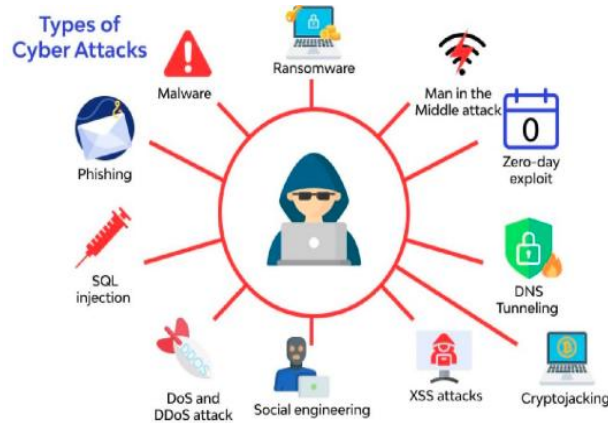 Types of
Cyber Attacks
Malware
Ransomware
Man in the
Middle attack
0
Zero-day
exploit
Phishing
SQL
injection
DNS
Tunneling
DDOS
DoS and
DDoS attack
Social engineering
XSS attacks
Cryptojacking